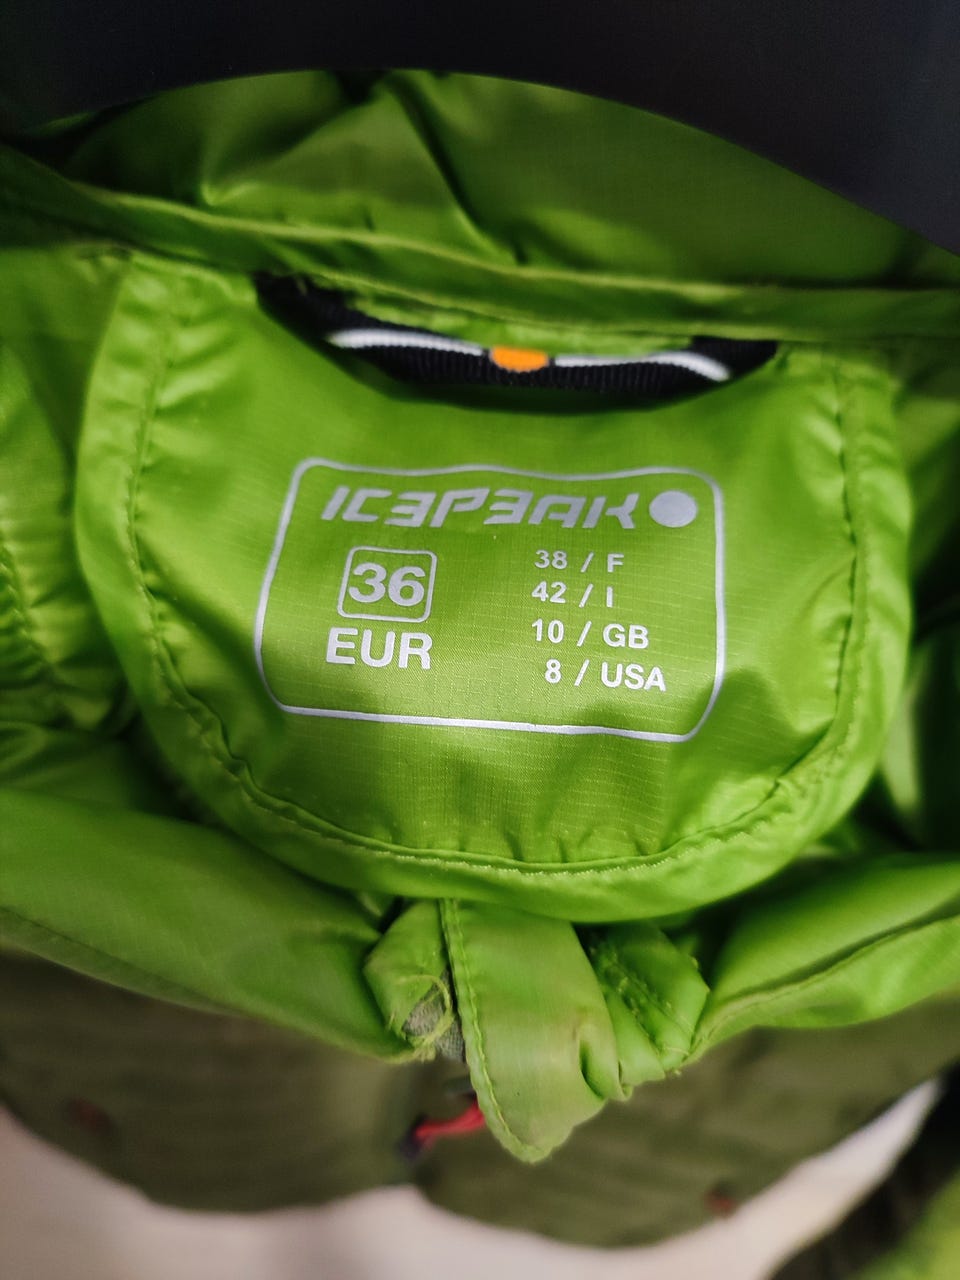 ICEPEAK
36
EUR
38 / F
42 / I
10 / GB
8 / USA